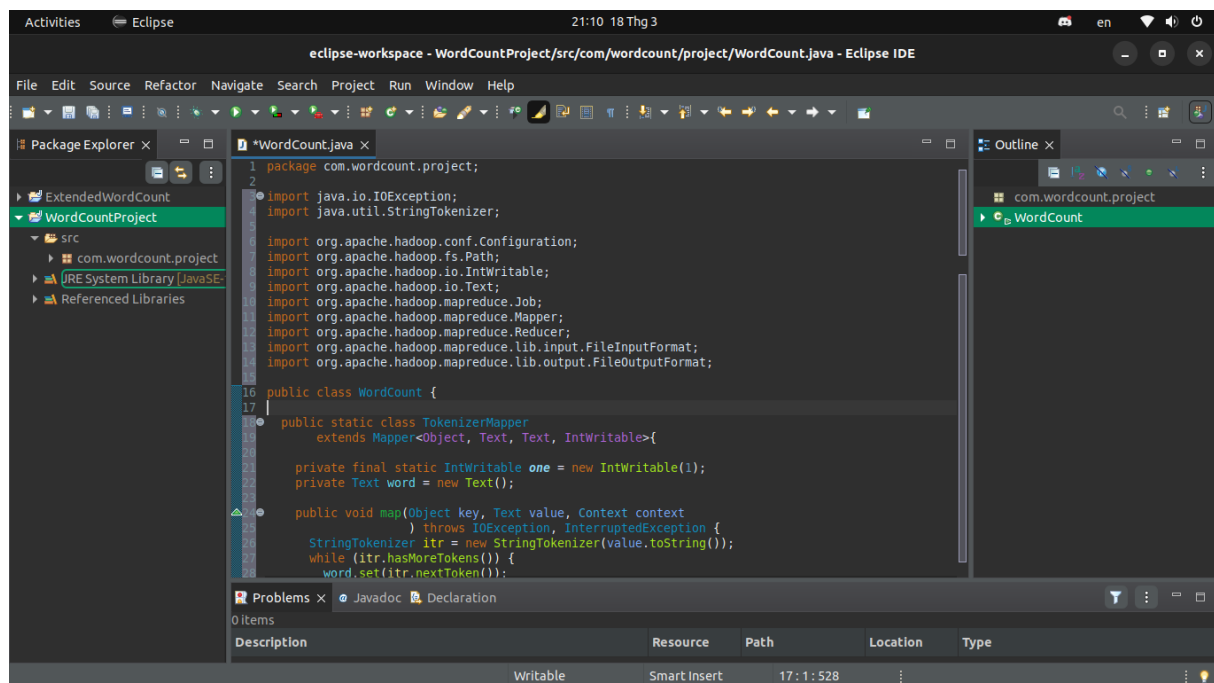 Activities Eclipse 21:10 18 Thg 3 en
eclipse-workspace - WordCountProject/src/com/wordcount/project/WordCount.java - Eclipse IDE
File Edit Source Refactor Navigate Search Project Run Window Help
Package Explorer
ExtendedWordCount
WordCountProject
src
com.wordcount.project
JRE System Library [JavaSE-
Referenced Libraries
*WordCount.java
1 package com.wordcount.project;
2
3 import java.io.IOException;
4 import java.util.StringTokenizer;
5
6 import org.apache.hadoop.conf.Configuration;
7 import org.apache.hadoop.fs.Path;
8 import org.apache.hadoop.io.IntWritable;
9 import org.apache.hadoop.io.Text;
10 import org.apache.hadoop.mapreduce.Job;
11 import org.apache.hadoop.mapreduce.Mapper;
12 import org.apache.hadoop.mapreduce.Reducer;
13 import org.apache.hadoop.mapreduce.lib.input.FileInputFormat;
14 import org.apache.hadoop.mapreduce.lib.output.FileOutputFormat;
15
16 public class WordCount {
17
18 public static class TokenizerMapper
19 extends Mapper<Object, Text, Text, IntWritable>{
20
21 private final static IntWritable one = new IntWritable(1);
22 private Text word = new Text();
23
24 public void map(Object key, Text value, Context context
25 ) throws IOException, InterruptedException {
26 StringTokenizer itr = new StringTokenizer(value.toString());
27 while (itr.hasMoreTokens()) {
28 word.set(itr.nextToken());
Outline
com.wordcount.project
WordCount
Problems Javadoc Declaration
0 items
Description Resource Path Location Type
Writable Smart Insert 17 : 1 : 528